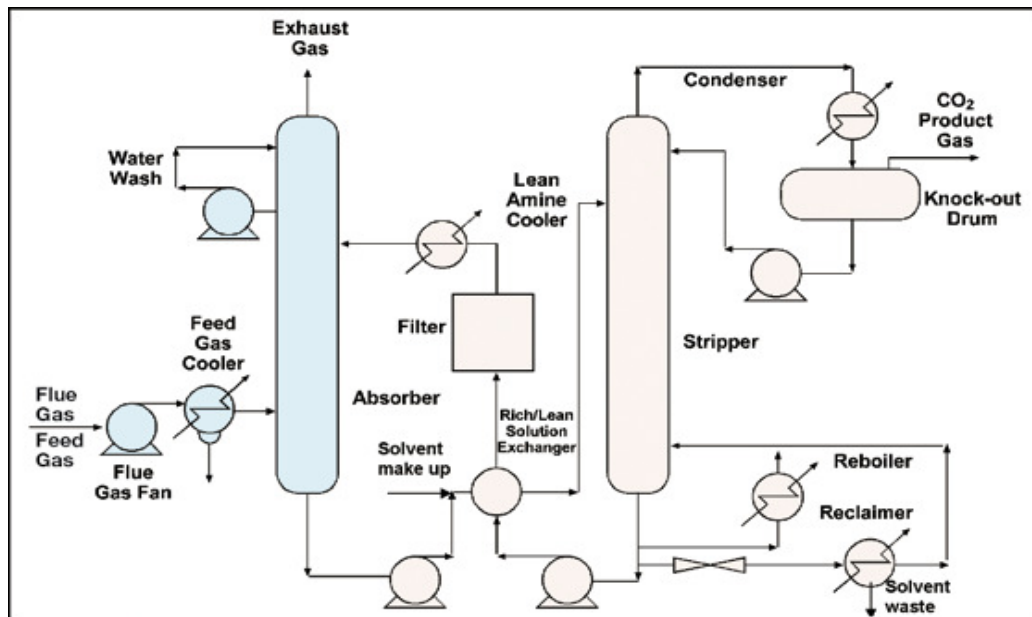 Exhaust
Gas
Condenser
CO₂
Product
Gas
Water
Wash
Lean
Amine
Cooler
Knock-out
Drum
Filter
Feed
Gas
Cooler
Stripper
Flue
Gas
Feed
Gas
Absorber
Rich/Lean
Solution
Exchanger
Solvent
make up
Flue
Gas Fan
Reboiler
Reclaimer
Solvent
waste